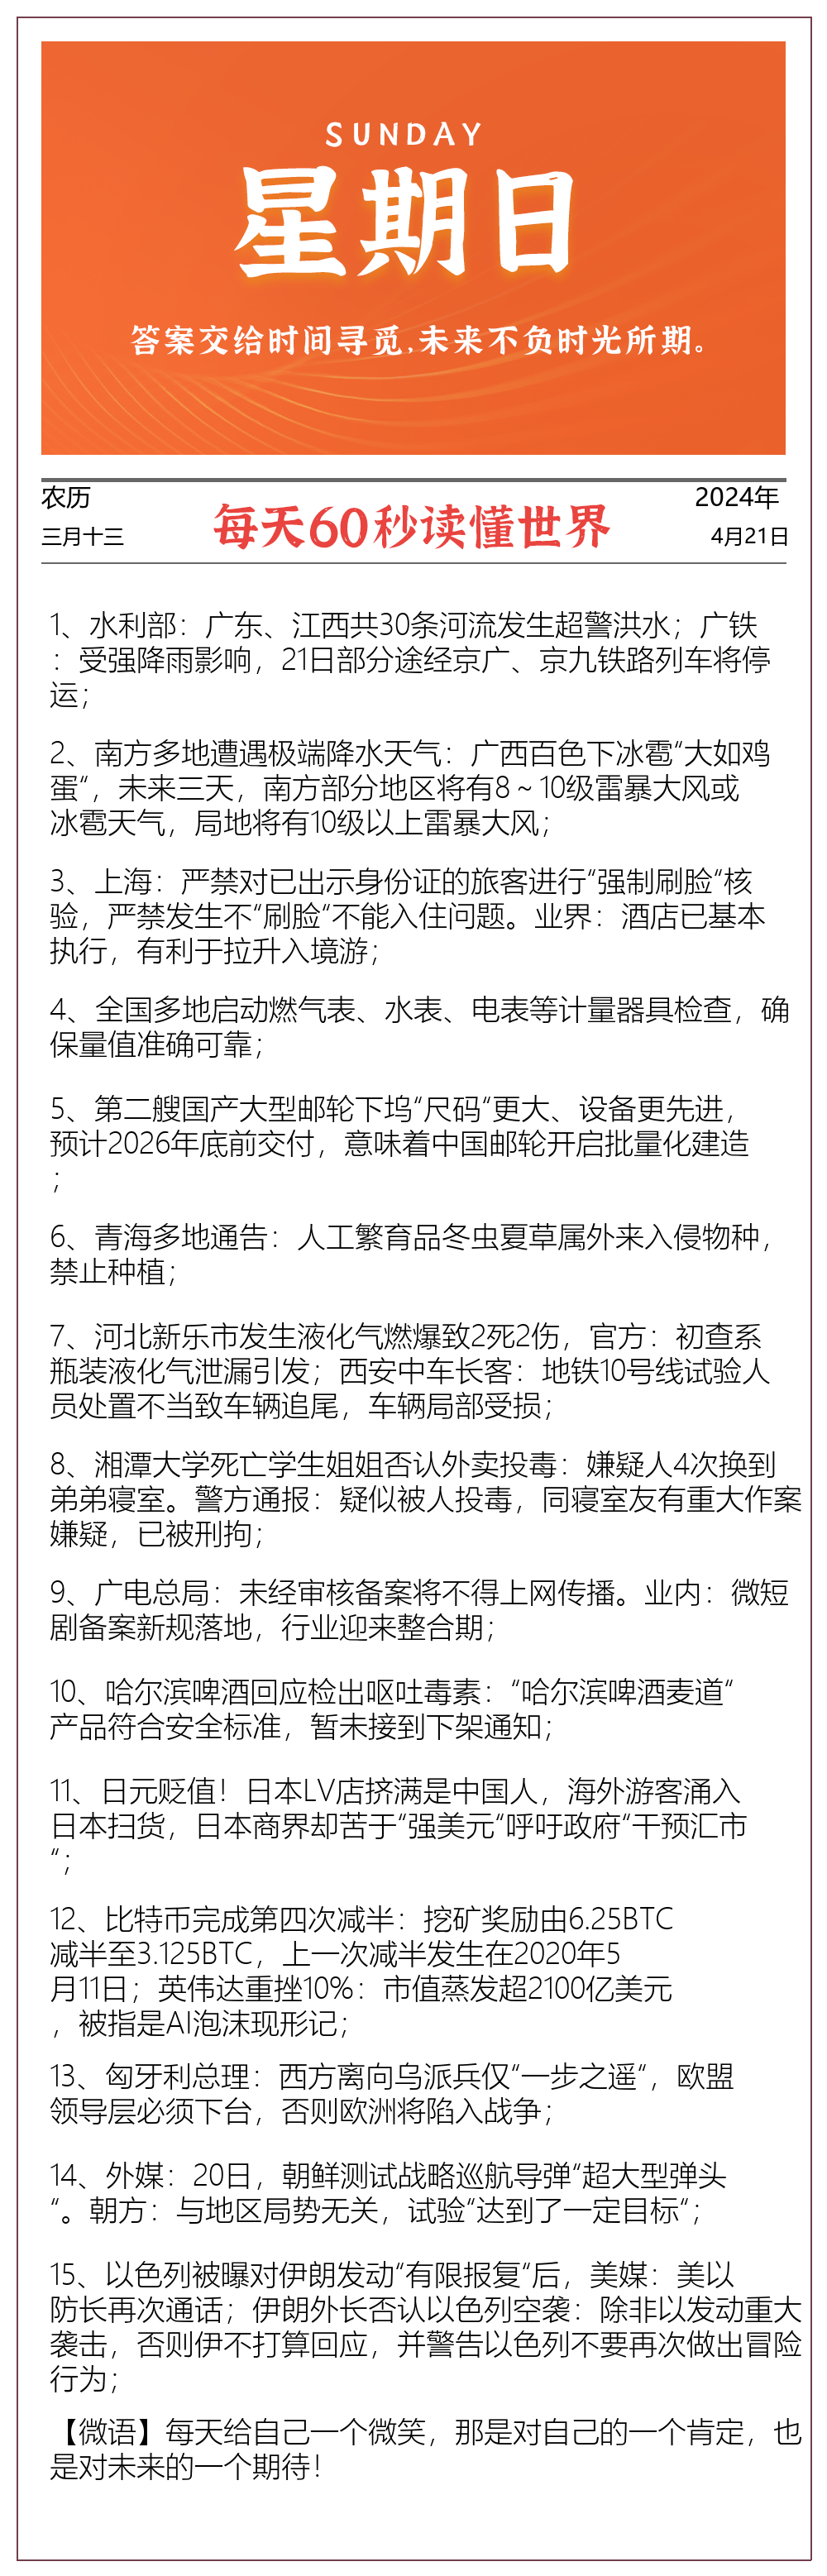 SUNDAY
星期日
答案交给时间寻觅,未来不负时光所期。
农历
三月十三
每天60秒读懂世界
2024年
4月21日
1、水利部：广东、江西共30条河流发生超警洪水；广铁
：受强降雨影响，21日部分途经京广、京九铁路列车将停
运；
2、南方多地遭遇极端降水天气：广西百色下冰雹“大如鸡
蛋“，未来三天，南方部分地区将有8～10级雷暴大风或
冰雹天气，局地将有10级以上雷暴大风；
3、上海：严禁对已出示身份证的旅客进行“强制刷脸“核
验，严禁发生不“刷脸“不能入住问题。业界：酒店已基本
执行，有利于拉升入境游；
4、全国多地启动燃气表、水表、电表等计量器具检查，确
保量值准确可靠；
5、第二艘国产大型邮轮下坞“尺码“更大、设备更先进，
预计2026年底前交付，意味着中国邮轮开启批量化建造
；
6、青海多地通告：人工繁育品冬虫夏草属外来入侵物种，
禁止种植；
7、河北新乐市发生液化气燃爆致2死2伤，官方：初查系
瓶装液化气泄漏引发；西安中车长客：地铁10号线试验人
员处置不当致车辆追尾，车辆局部受损；
8、湘潭大学死亡学生姐姐否认外卖投毒：嫌疑人4次换到
弟弟寝室。警方通报：疑似被人投毒，同寝室友有重大作案
嫌疑，已被刑拘；
9、广电总局：未经审核备案将不得上网传播。业内：微短
剧备案新规落地，行业迎来整合期；
10、哈尔滨啤酒回应检出呕吐毒素：“哈尔滨啤酒麦道“
产品符合安全标准，暂未接到下架通知；
11、日元贬值！日本LV店挤满是中国人，海外游客涌入
日本扫货，日本商界却苦于“强美元“呼吁政府“干预汇市
“；
12、比特币完成第四次减半：挖矿奖励由6.25BTC
减半至3.125BTC，上一次减半发生在2020年5
月11日；英伟达重挫10%：市值蒸发超2100亿美元
，被指是AI泡沫现形记；
13、匈牙利总理：西方离向乌派兵仅“一步之遥“，欧盟
领导层必须下台，否则欧洲将陷入战争；
14、外媒：20日，朝鲜测试战略巡航导弹“超大型弹头
“。朝方：与地区局势无关，试验“达到了一定目标“；
15、以色列被曝对伊朗发动“有限报复“后，美媒：美以
防长再次通话；伊朗外长否认以色列空袭：除非以发动重大
袭击，否则伊不打算回应，并警告以色列不要再次做出冒险
行为；
【微语】每天给自己一个微笑，那是对自己的一个肯定，也
是对未来的一个期待！